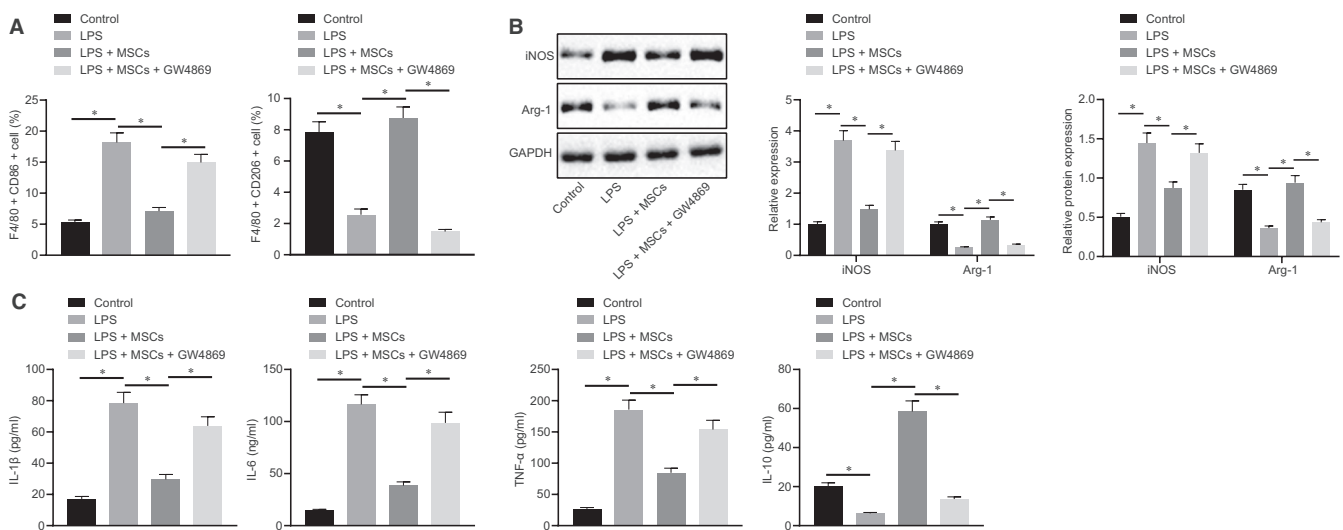 A
Control
LPS
LPS + MSCs
LPS + MSCs + GW4869
F4/80 + CD86 + cell (%)
25
20
15
10
5
0
*
*
*
Control
LPS
LPS + MSCs
LPS + MSCs + GW4869
F4/80 + CD206 + cell (%)
10
8
6
4
2
0
*
*
*
B
iNOS
Arg-1
GAPDH
Control
LPS
LPS + MSCs
LPS + MSCs + GW4869
Control
LPS
LPS + MSCs
LPS + MSCs + GW4869
Relative expression
5
4
3
2
1
0
*
*
*
*
*
*
iNOS
Arg-1
Control
LPS
LPS + MSCs
LPS + MSCs + GW4869
Relative protein expression
2.0
1.5
1.0
0.5
0.0
*
*
*
*
*
*
iNOS
Arg-1
C
Control
LPS
LPS + MSCs
LPS + MSCs + GW4869
IL-1β (pg/ml)
100
80
60
40
20
0
*
*
*
Control
LPS
LPS + MSCs
LPS + MSCs + GW4869
IL-6 (ng/ml)
150
100
50
0
*
*
*
Control
LPS
LPS + MSCs
LPS + MSCs + GW4869
TNF-α (pg/ml)
250
200
150
100
50
0
*
*
*
Control
LPS
LPS + MSCs
LPS + MSCs + GW4869
IL-10 (pg/ml)
80
60
40
20
0
*
*
*